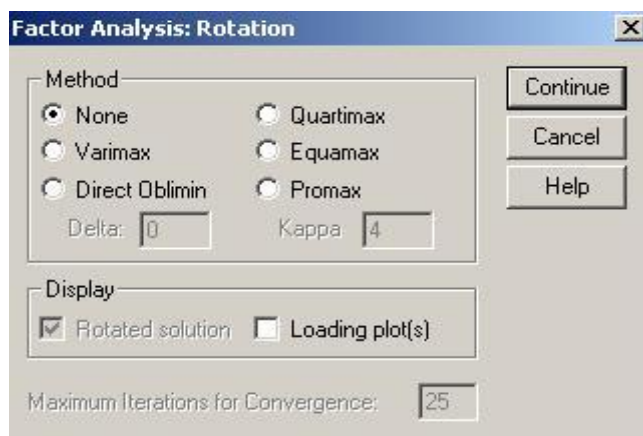 Factor Analysis: Rotation
Method
None
Quartimax
Varimax
Equamax
Direct Oblimin
Promax
Delta: 0
Kappa 4
Display
Rotated solution
Loading plot(s)
Maximum Iterations for Convergence: 25
Continue
Cancel
Help